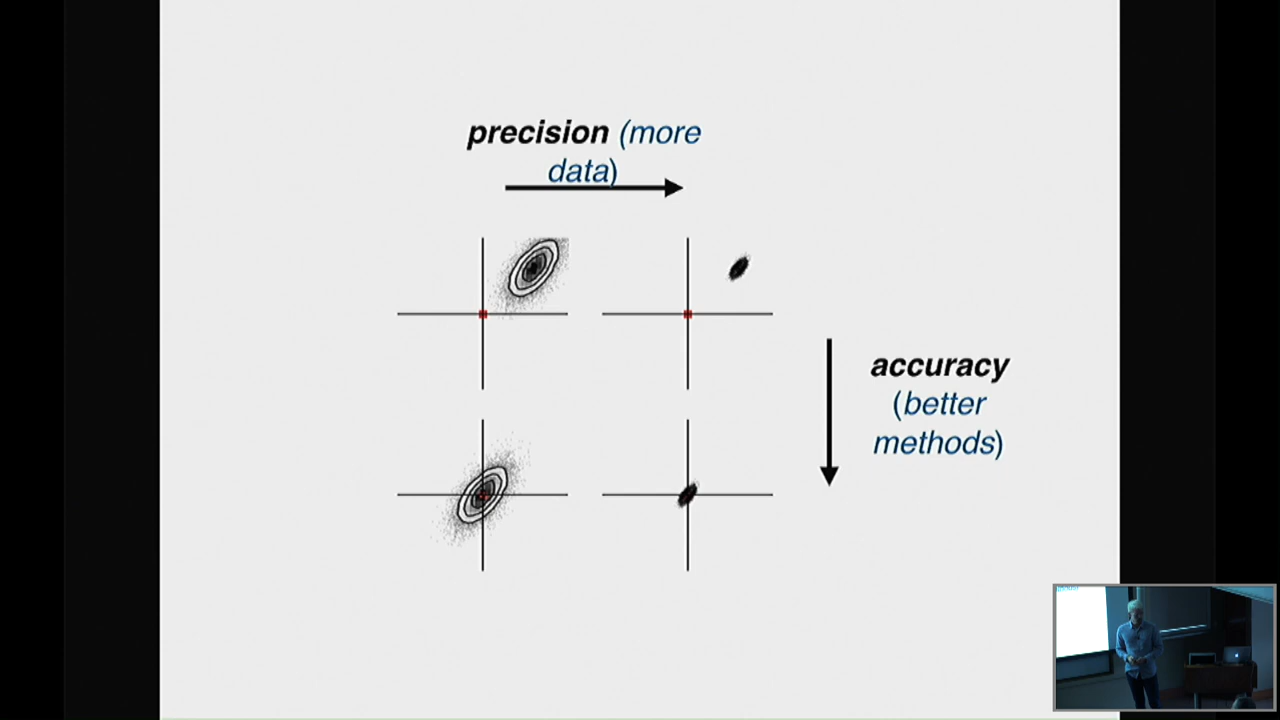 precision (more
data)
accuracy
(better
methods)